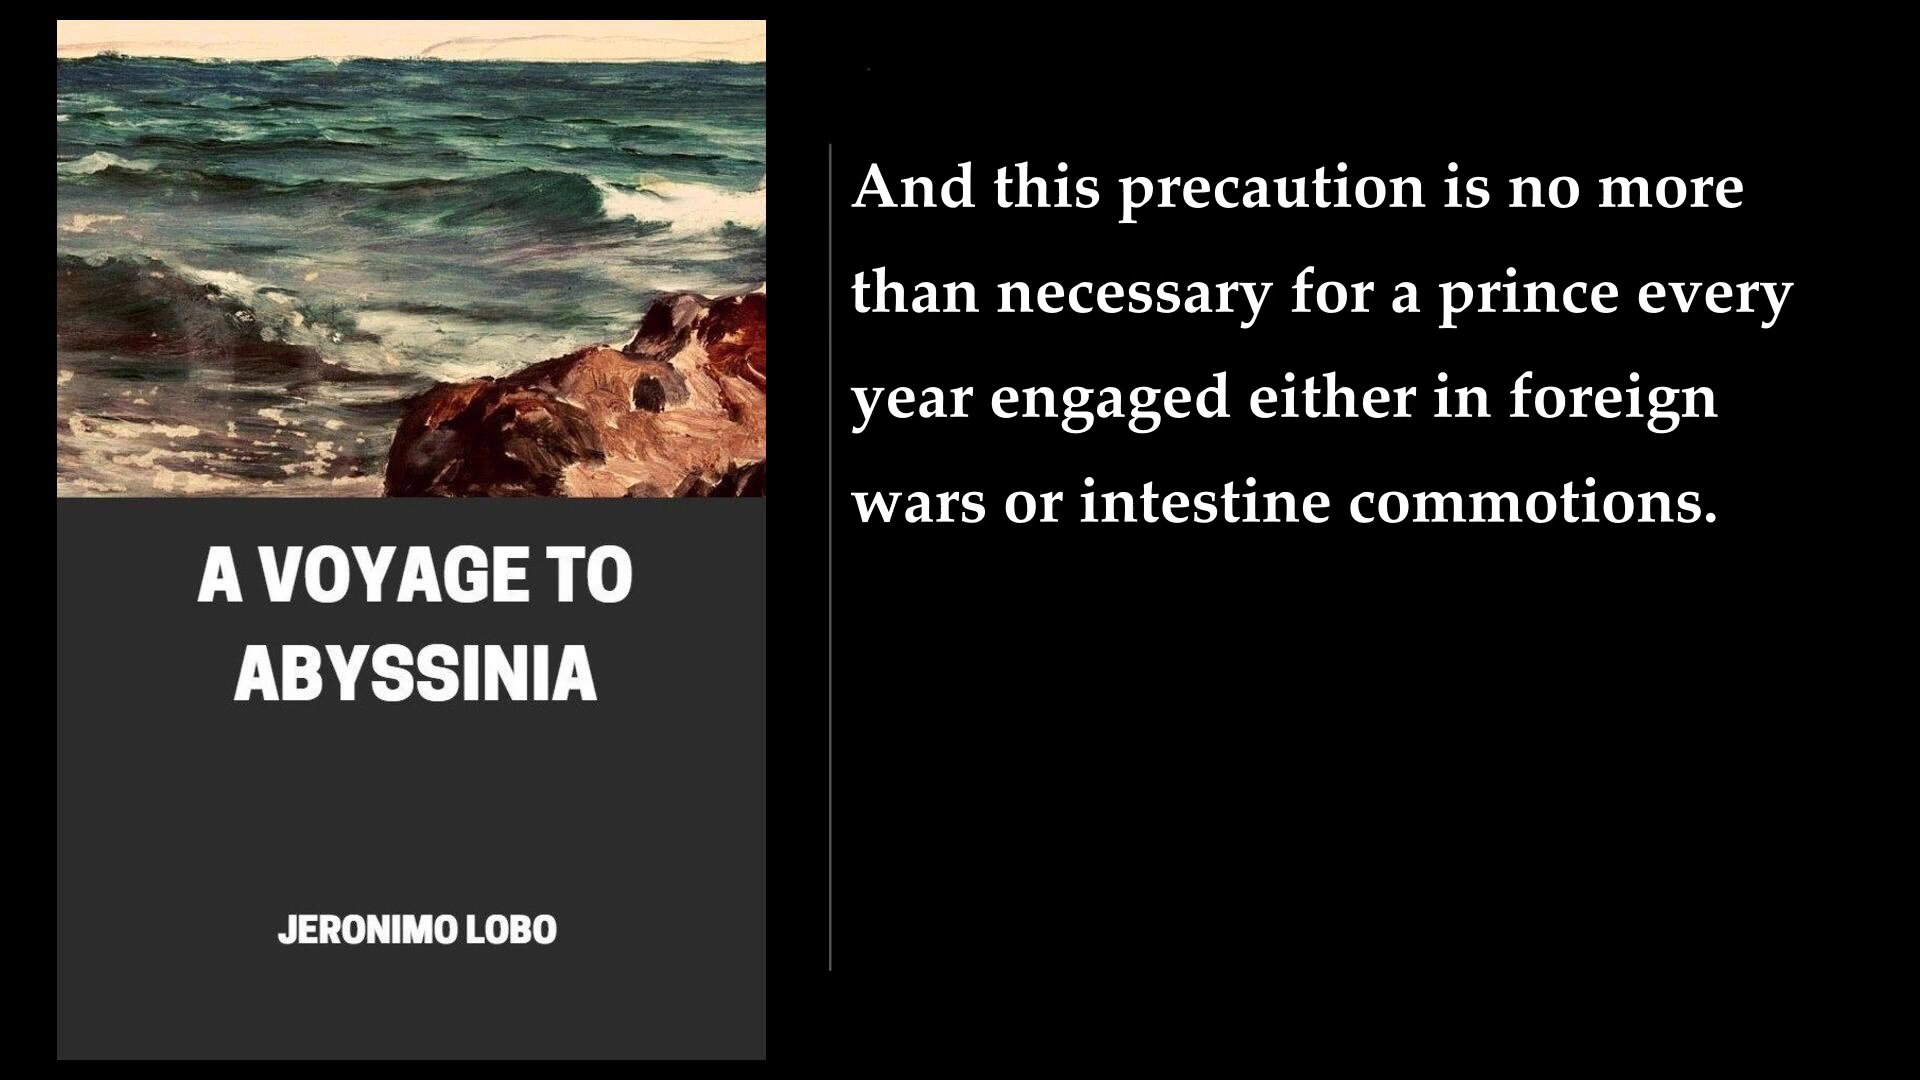 A VOYAGE TO
ABYSSINIA
JERONIMO LOBO
And this precaution is no more
than necessary for a prince every
year engaged either in foreign
wars or intestine commotions.